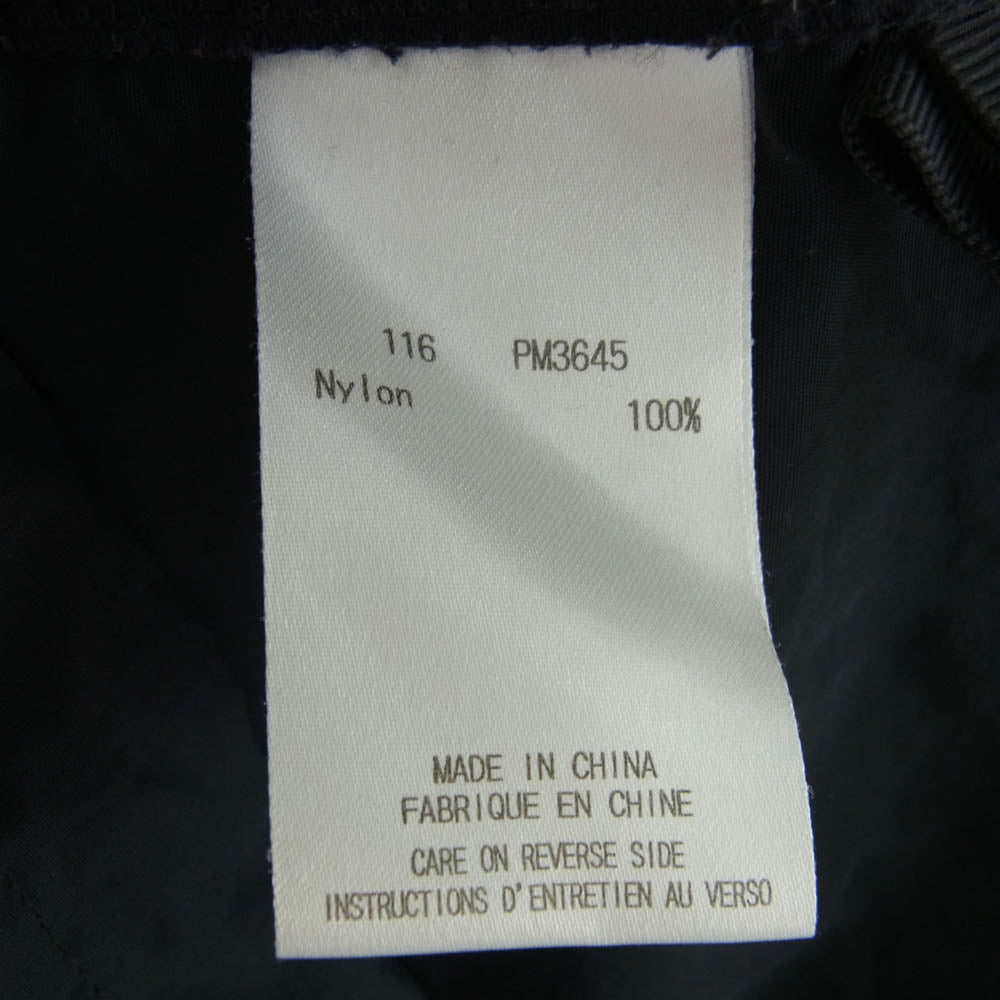 116 PM3645
Nylon 100%
MADE IN CHINA
FABRIQUE EN CHINE
CARE ON REVERSE SIDE
INSTRUCTIONS D'ENTRETIEN AU VERSO